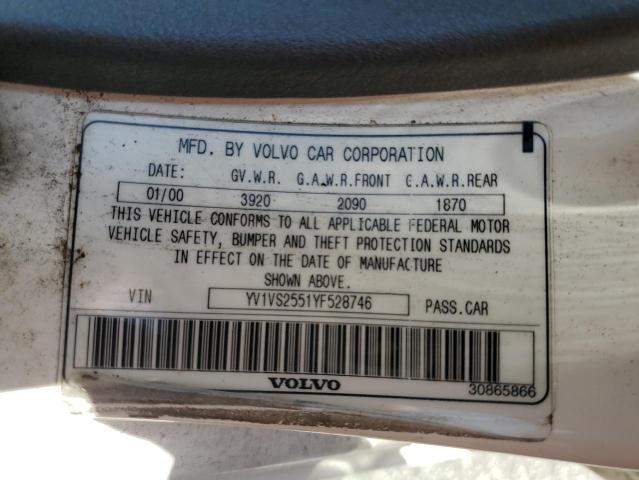 MFD. BY VOLVO CAR CORPORATION
DATE: GV.W.R. G.A.W.R.FRONT G.A.W.R.REAR
01/00 3920 2090 1870
THIS VEHICLE CONFORMS TO ALL APPLICABLE FEDERAL MOTOR
VEHICLE SAFETY, BUMPER AND THEFT PROTECTION STANDARDS
IN EFFECT ON THE DATE OF MANUFACTURE
SHOWN ABOVE.
VIN YV1VS2551YF528746 PASS.CAR
VOLVO 30865866